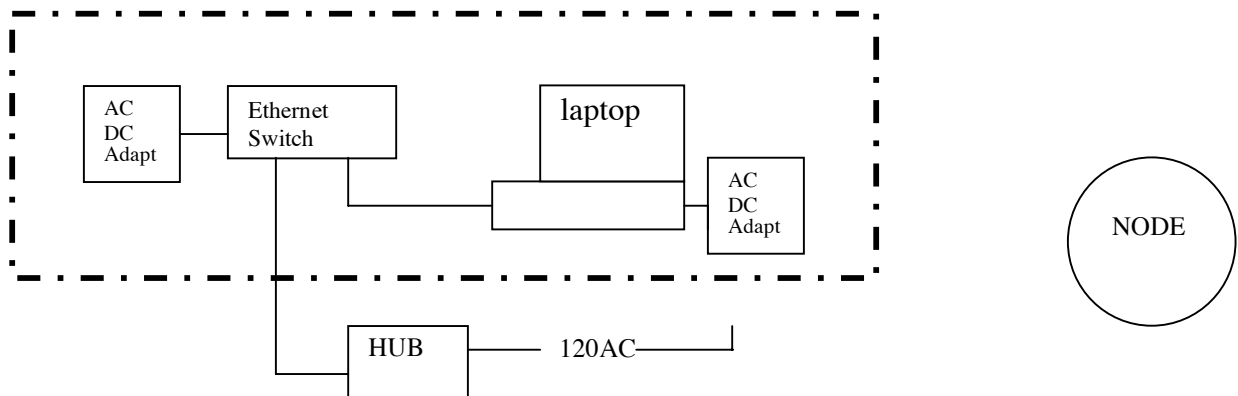 AC
DC
Adapt
Ethernet
Switch
laptop
AC
DC
Adapt
NODE
HUB
120AC